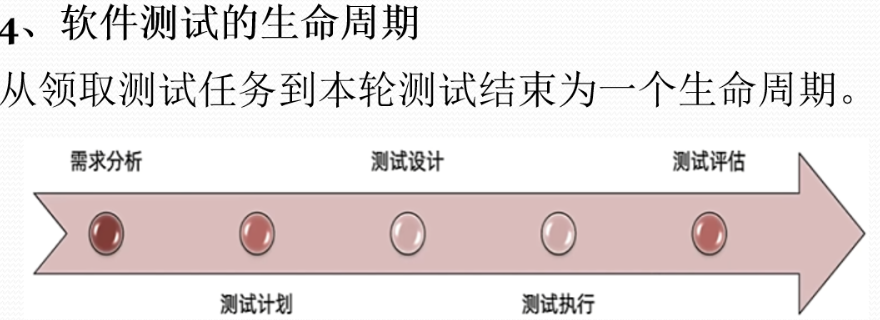 4、软件测试的生命周期
从领取测试任务到本轮测试结束为一个生命周期。
需求分析
测试计划
测试设计
测试执行
测试评估